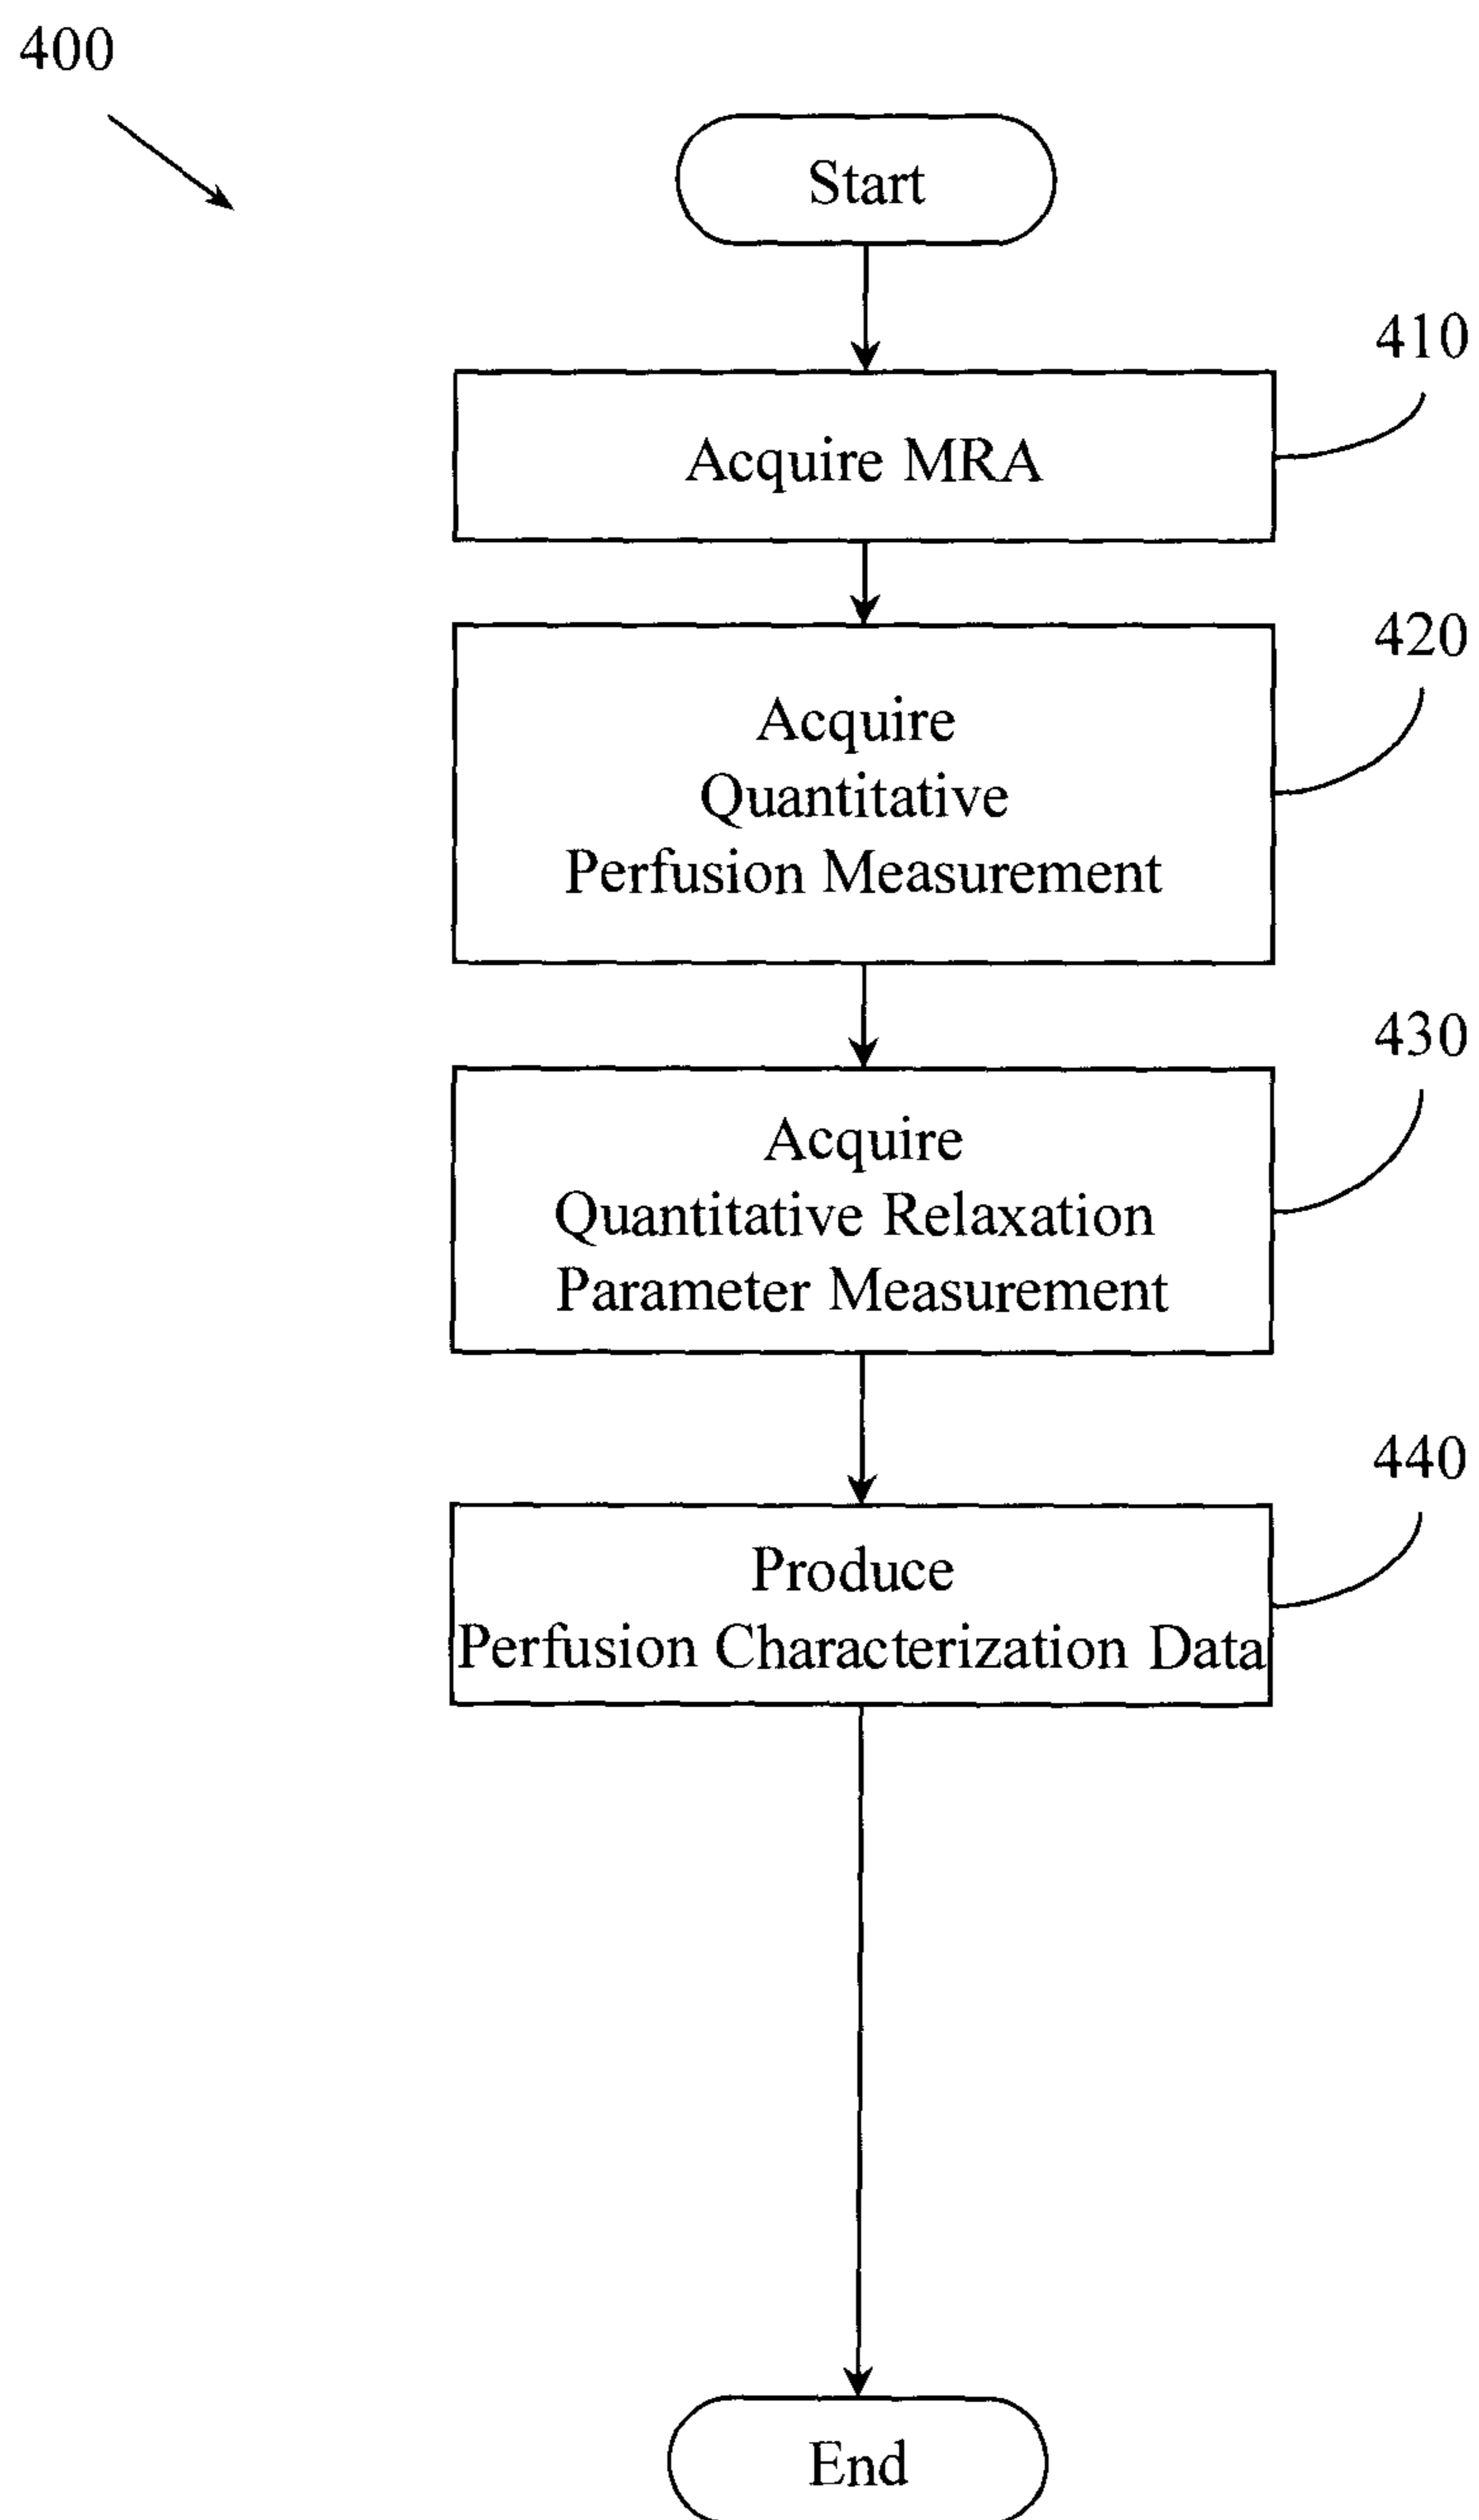 400
Start
410
Acquire MRA
420
Acquire
Quantitative
Perfusion Measurement
430
Acquire
Quantitative Relaxation
Parameter Measurement
440
Produce
Perfusion Characterization Data
End